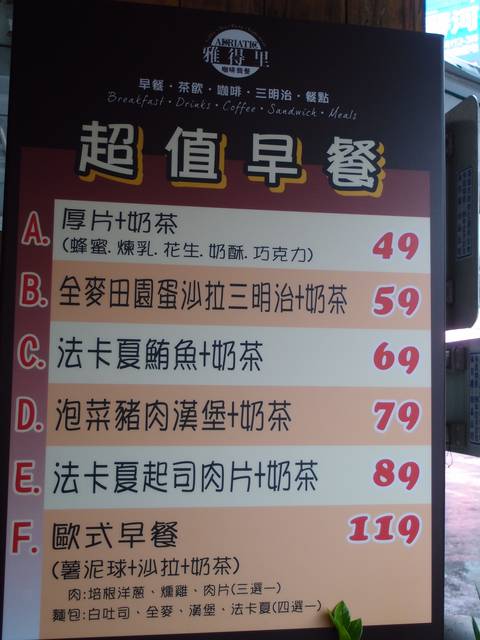 ADRIATIC
雅得里
咖啡簡餐
早餐・茶飲・咖啡・三明治・餐點
Breakfast・Drinks・Coffee・Sandwich・Meals
超值早餐
A. 厚片+奶茶 49
(蜂蜜.煉乳.花生.奶酥.巧克力)
B. 全麥田園蛋沙拉三明治+奶茶 59
C. 法卡夏鮪魚+奶茶 69
D. 泡菜豬肉漢堡+奶茶 79
E. 法卡夏起司肉片+奶茶 89
F. 歐式早餐 119
(薯泥球+沙拉+奶茶)
肉:培根洋蔥、燻雞、肉片(三選一)
麵包:白吐司、全麥、漢堡、法卡夏(四選一)